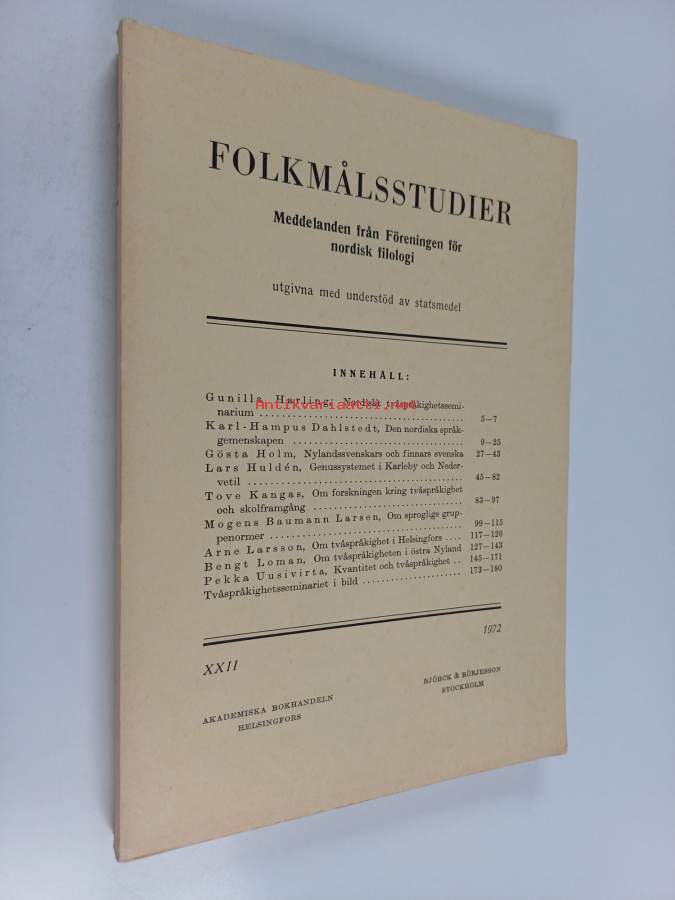 FOLKMÅLSSTUDIER
Meddelanden från Föreningen för
nordisk filologi
utgivna med understöd av statsmedel
INNEHÅLL:
Gunilla Harling, Nordiskt tvåspråkighetssemi-
narium ........................................ 5—7
Antikvariaatti.net
Karl-Hampus Dahlstedt, Den nordiska språk-
gemenskapen .................................. 9—25
Gösta Holm, Nylandssvenskars och finnars svenska 27—43
Lars Huldén, Genussystemet i Karleby och Neder-
vetil .......................................... 45—82
Tove Kangas, Om forskningen kring tvåspråkighet
och skolframgång .............................. 83—97
Mogens Baumann Larsen, Om sproglige grup-
penormer ...................................... 99—115
Arne Larsson, Om tvåspråkighet i Helsingfors .... 117—126
Bengt Loman, Om tvåspråkigheten i östra Nyland 127—143
Pekka Uusivirta, Kvantitet och tvåspråkighet .. 145—171
Tvåspråkighetsseminariet i bild ...................... 173—180
XXII 1972
AKADEMISKA BOKHANDELN
HELSINGFORS
BJÖRCK & BÖRJESSON
STOCKHOLM